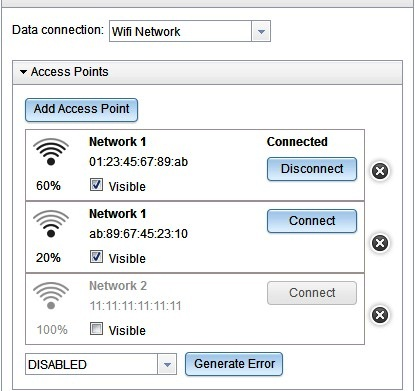 Data connection: Wifi Network
Access Points
Add Access Point
Network 1 Connected
01:23:45:67:89:ab Disconnect
60% Visible
Network 1
ab:89:67:45:23:10 Connect
20% Visible
Network 2
11:11:11:11:11:11 Connect
100% Visible
DISABLED Generate Error